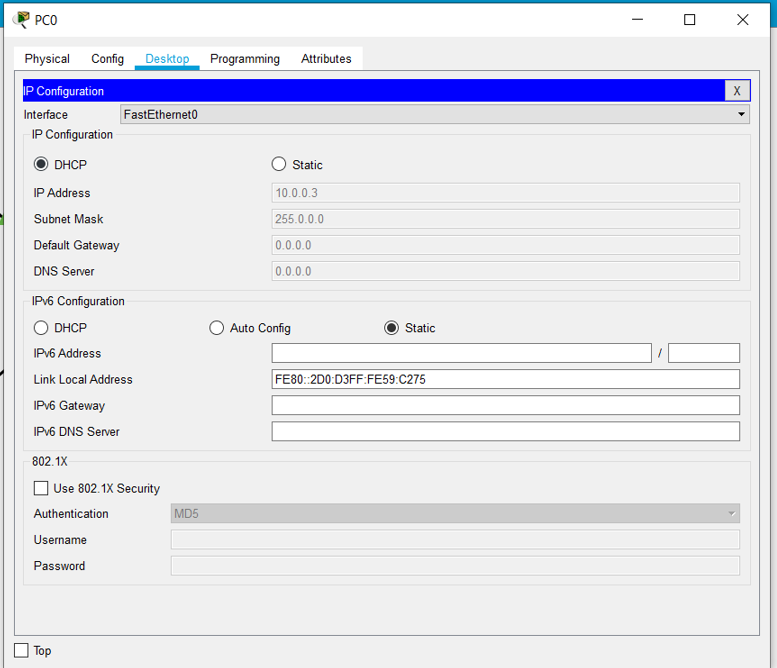 PC0
Physical Config Desktop Programming Attributes
IP Configuration X
Interface FastEthernet0
IP Configuration
DHCP Static
IP Address 10.0.0.3
Subnet Mask 255.0.0.0
Default Gateway 0.0.0.0
DNS Server 0.0.0.0
IPv6 Configuration
DHCP Auto Config Static
IPv6 Address /
Link Local Address FE80::2D0:D3FF:FE59:C275
IPv6 Gateway
IPv6 DNS Server
802.1X
Use 802.1X Security
Authentication MD5
Username
Password
Top